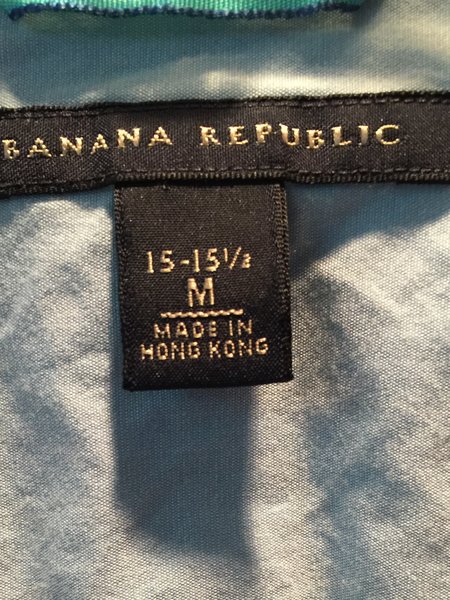 BANANA REPUBLIC
15-15½
M
MADE IN
HONG KONG